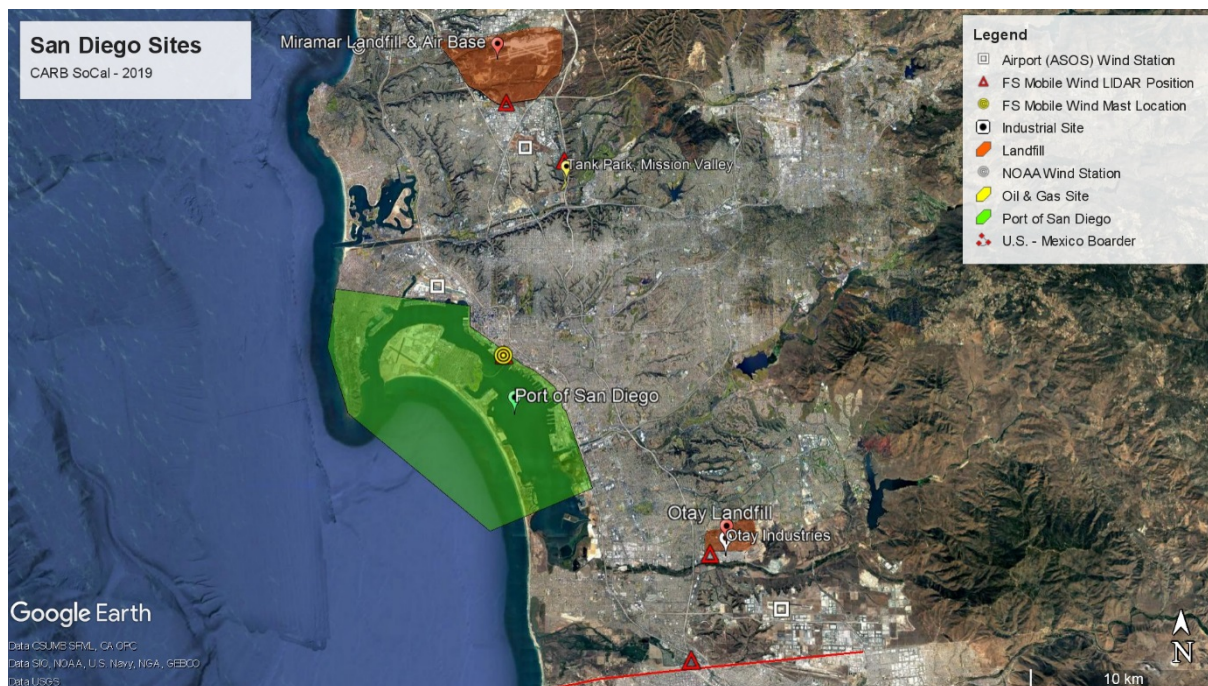 San Diego Sites
CARB SoCal - 2019
Miramar Landfill & Air Base
Tank Park, Mission Valley
Port of San Diego
Otay Landfill
Otay Industries
Legend
Airport (ASOS) Wind Station
FS Mobile Wind LIDAR Position
FS Mobile Wind Mast Location
Industrial Site
Landfill
NOAA Wind Station
Oil & Gas Site
Port of San Diego
U.S. - Mexico Boarder
Google Earth
Data CSUMB SFML, CA OPC
Data SIO, NOAA, U.S. Navy, NGA, GEBCO
Data USGS
N
10 km